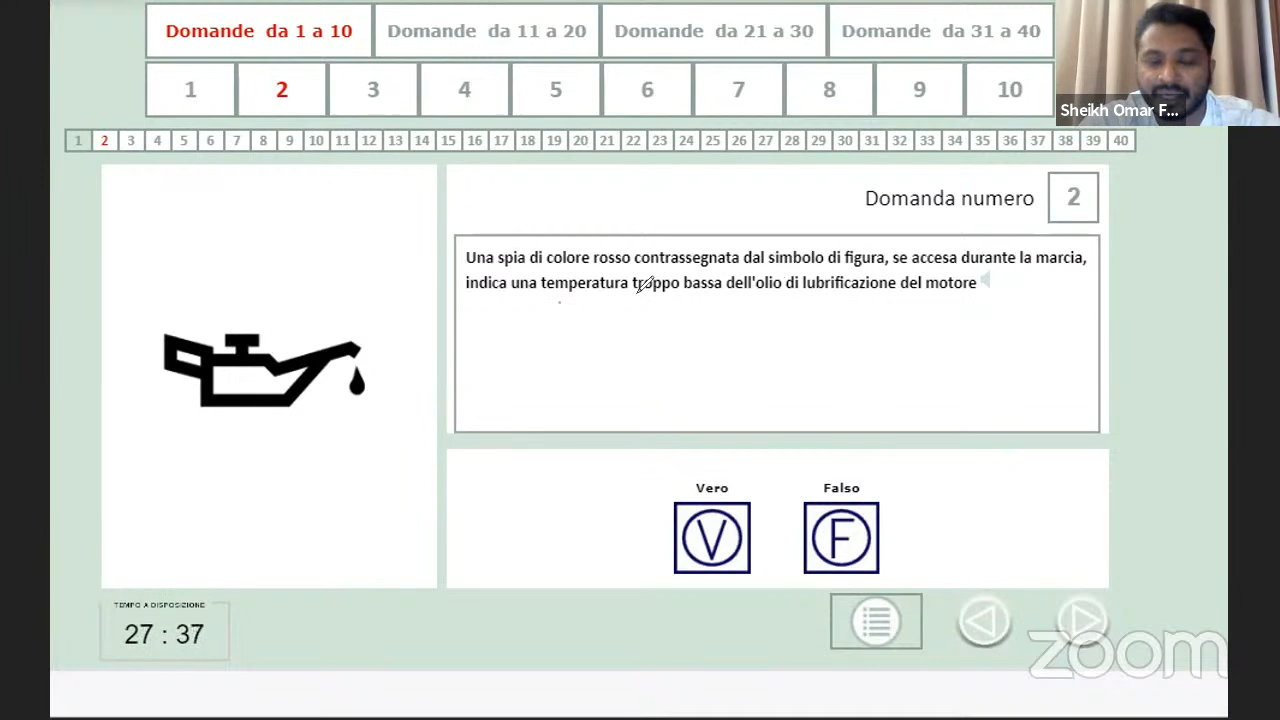 Domande da 1 a 10 Domande da 11 a 20 Domande da 21 a 30 Domande da 31 a 40
1 2 3 4 5 6 7 8 9 10
Sheikh Omar F...
1 2 3 4 5 6 7 8 9 10 11 12 13 14 15 16 17 18 19 20 21 22 23 24 25 26 27 28 29 30 31 32 33 34 35 36 37 38 39 40
Domanda numero 2
Una spia di colore rosso contrassegnata dal simbolo di figura, se accesa durante la marcia,
indica una temperatura troppo bassa dell'olio di lubrificazione del motore
Vero Falso
V F
TEMPO A DISPOSIZIONE
27 : 37
zoom